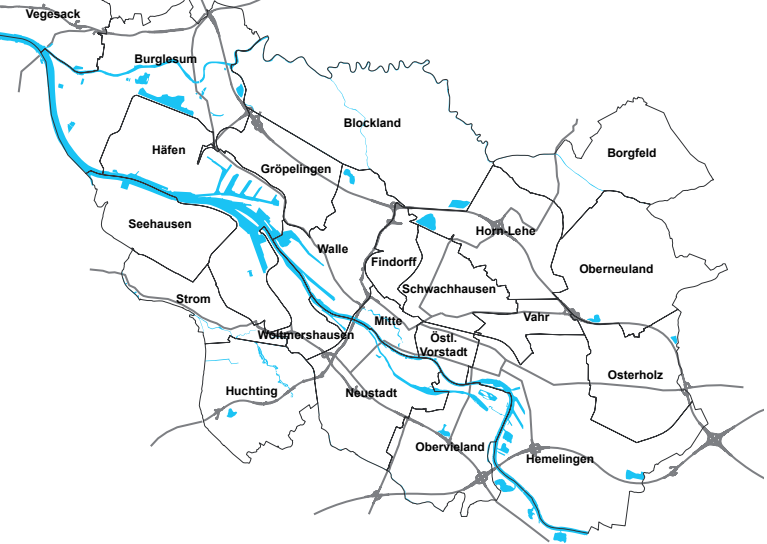 Vegesack
Burglesum
Blockland
Häfen
Borgfeld
Gröpelingen
Seehausen
Horn-Lehe
Walle
Findorff
Oberneuland
Schwachhausen
Strom
Vahr
Mitte
Woltmershausen
Östl.
Vorstadt
Osterholz
Huchting
Neustadt
Obervieland
Hemelingen